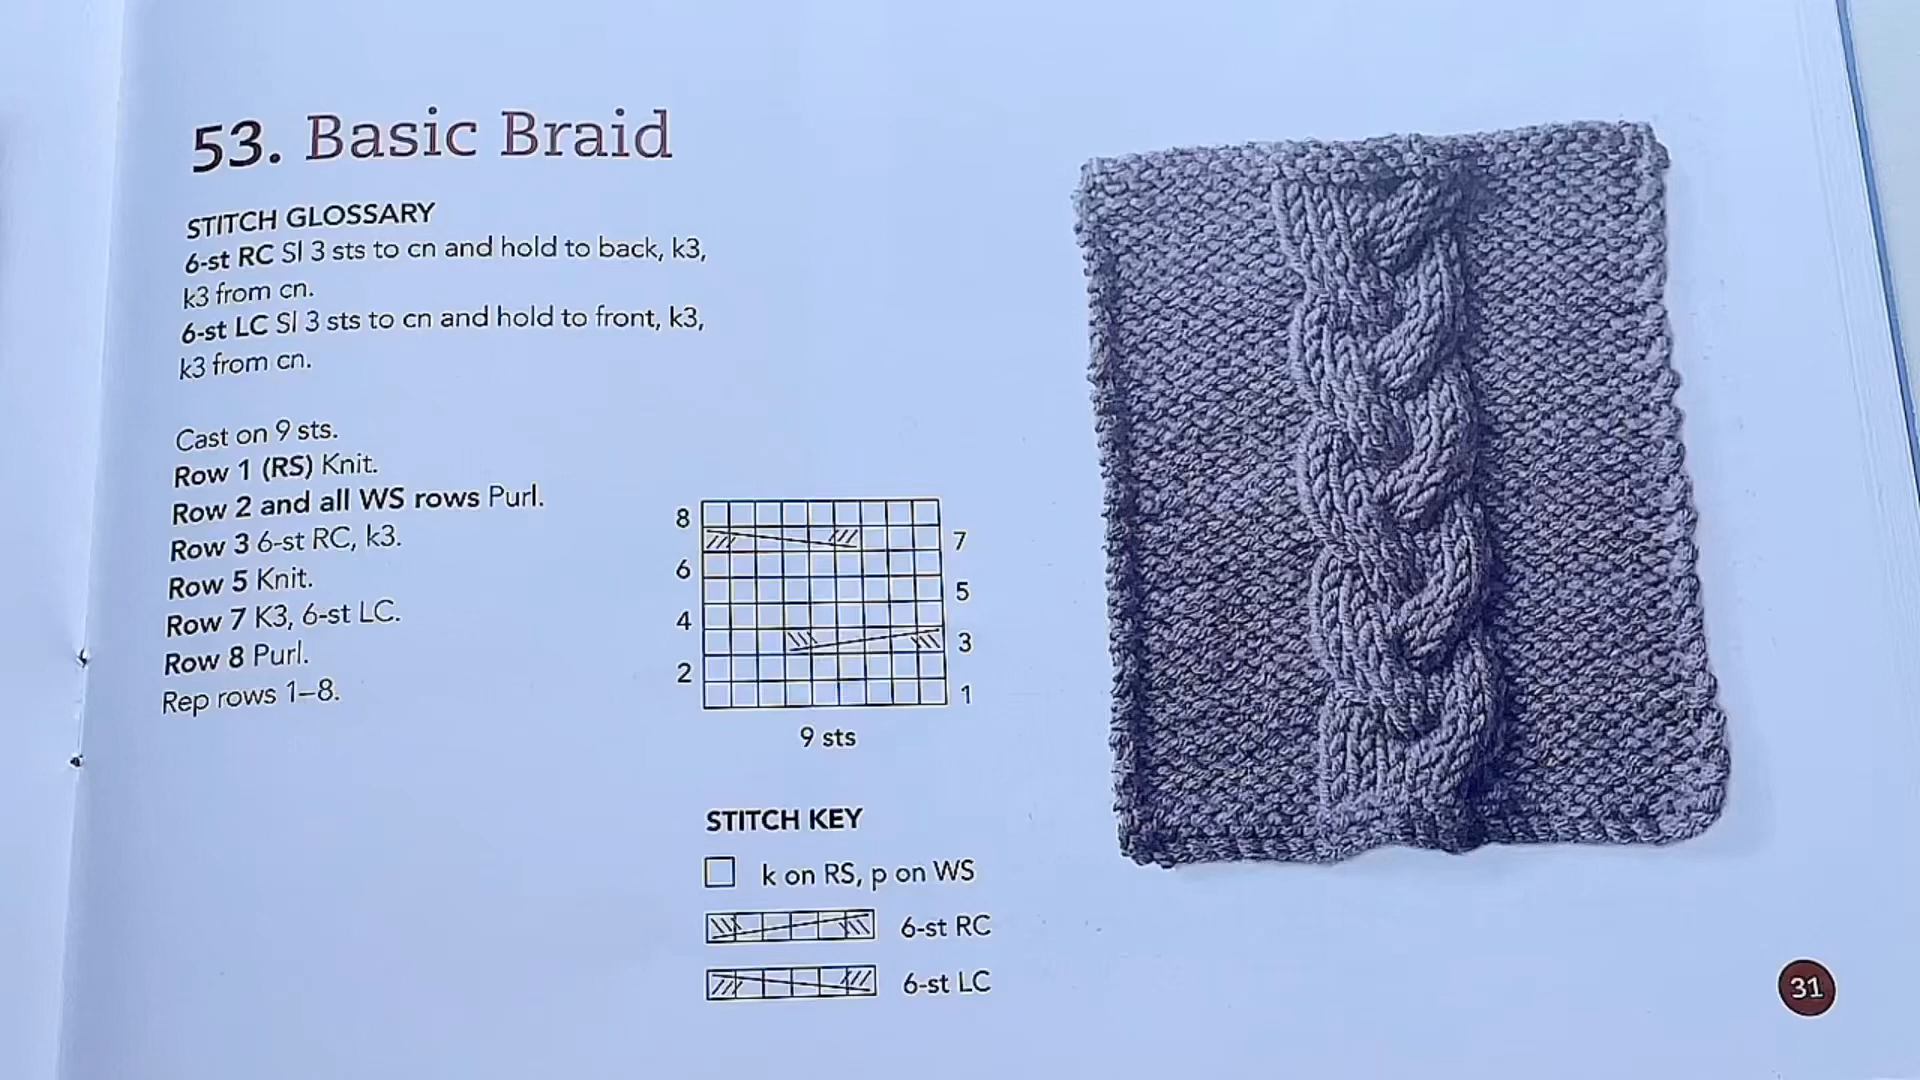 53. Basic Braid
STITCH GLOSSARY
6-st RC Sl 3 sts to cn and hold to back, k3,
k3 from cn.
6-st LC Sl 3 sts to cn and hold to front, k3,
k3 from cn.
Cast on 9 sts.
Row 1 (RS) Knit.
Row 2 and all WS rows Purl.
Row 3 6-st RC, k3.
Row 5 Knit.
Row 7 K3, 6-st LC.
Row 8 Purl.
Rep rows 1–8.
8
7
6
5
4
3
2
1
9 sts
STITCH KEY
k on RS, p on WS
6-st RC
6-st LC
31